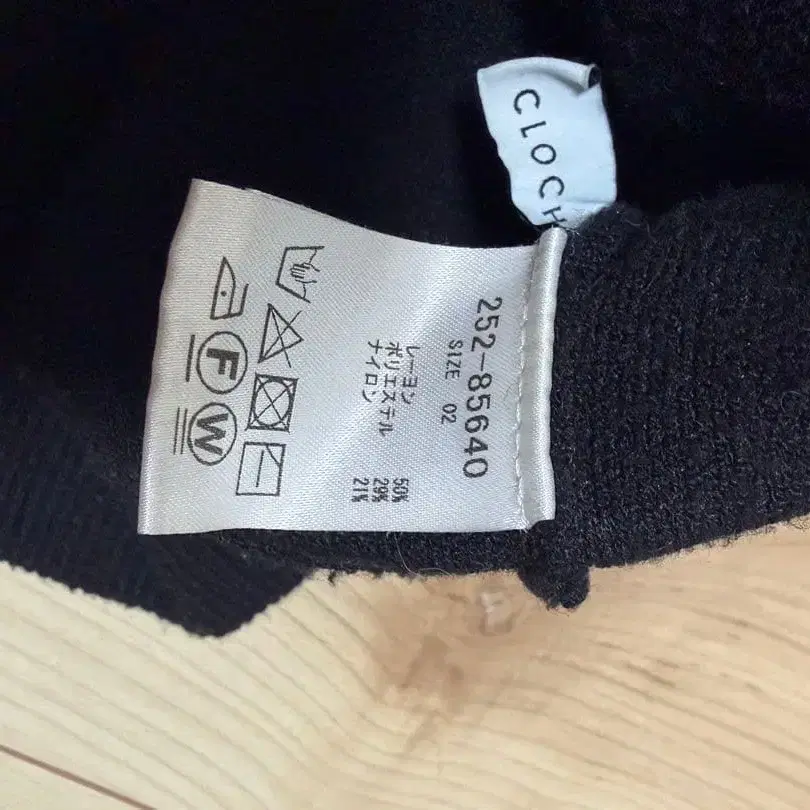 CLOCH
252-85640
SIZE 02
レーヨン 50%
ポリエステル 29%
ナイロン 21%
F
W